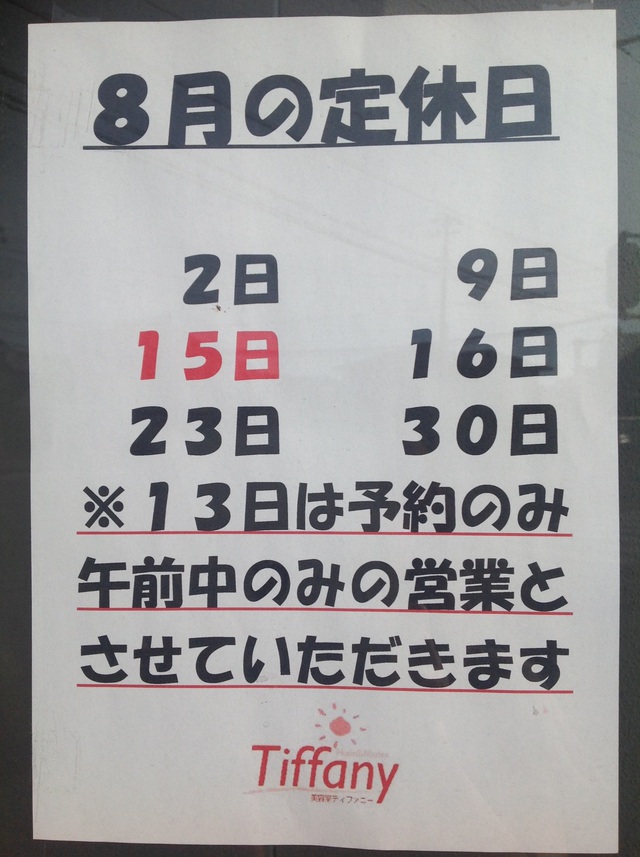 ８月の定休日
２日 ９日
１５日 １６日
２３日 ３０日
※１３日は予約のみ
午前中のみの営業と
させていただきます
Tiffany
美容室ティファニー